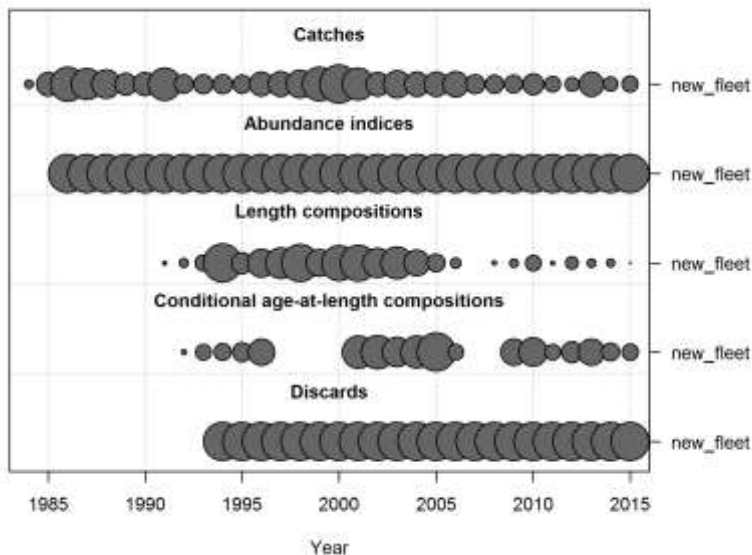 Catches
new_fleet
Abundance indices
new_fleet
Length compositions
new_fleet
Conditional age-at-length compositions
new_fleet
Discards
new_fleet
1985 1990 1995 2000 2005 2010 2015
Year